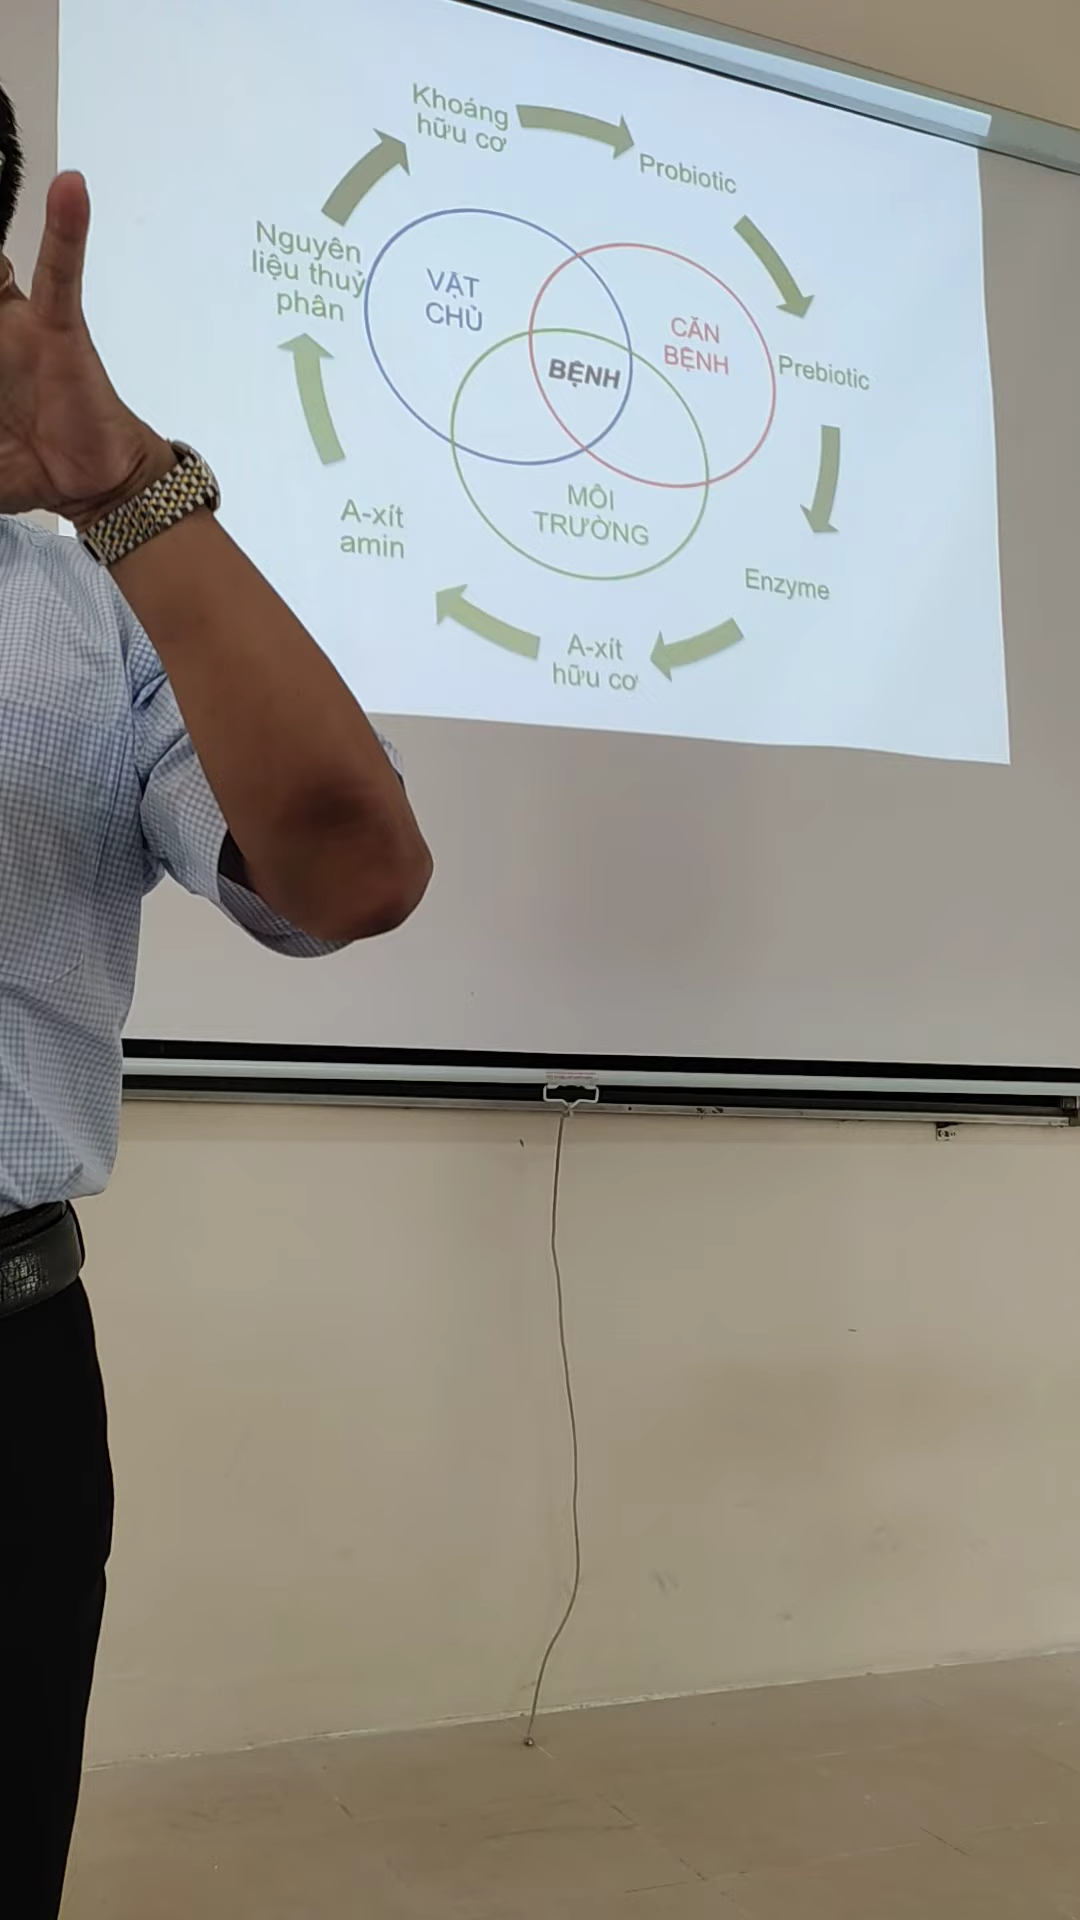 Khoáng
hữu cơ
Probiotic
Nguyên
liệu thuỷ
phân
VẬT
CHỦ
CĂN
BỆNH
BỆNH
Prebiotic
MÔI
TRƯỜNG
A-xít
amin
Enzyme
A-xít
hữu cơ